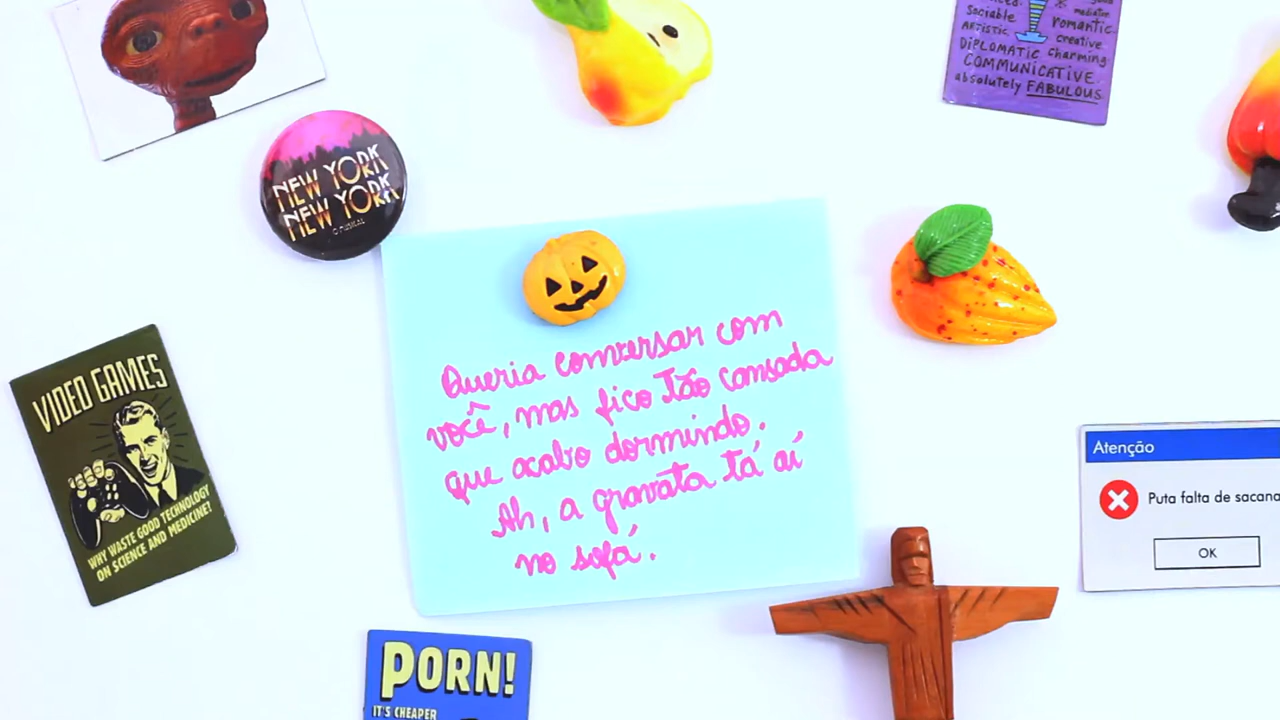 sociable
mediator
romantic
ARTISTIC
creative
DIPLOMATIC charming
COMMUNICATIVE
absolutely FABULOUS
NEW YORK
NEW YORK
O MUSICAL
Queria conversar com
você, mas fico tão cansada
que acabo dormindo.
Ah, a gravata tá aí
no sofá.
VIDEO GAMES
WHY WASTE GOOD TECHNOLOGY
ON SCIENCE AND MEDICINE?
Atenção
Puta falta de sacana
OK
PORN!
IT'S CHEAPER